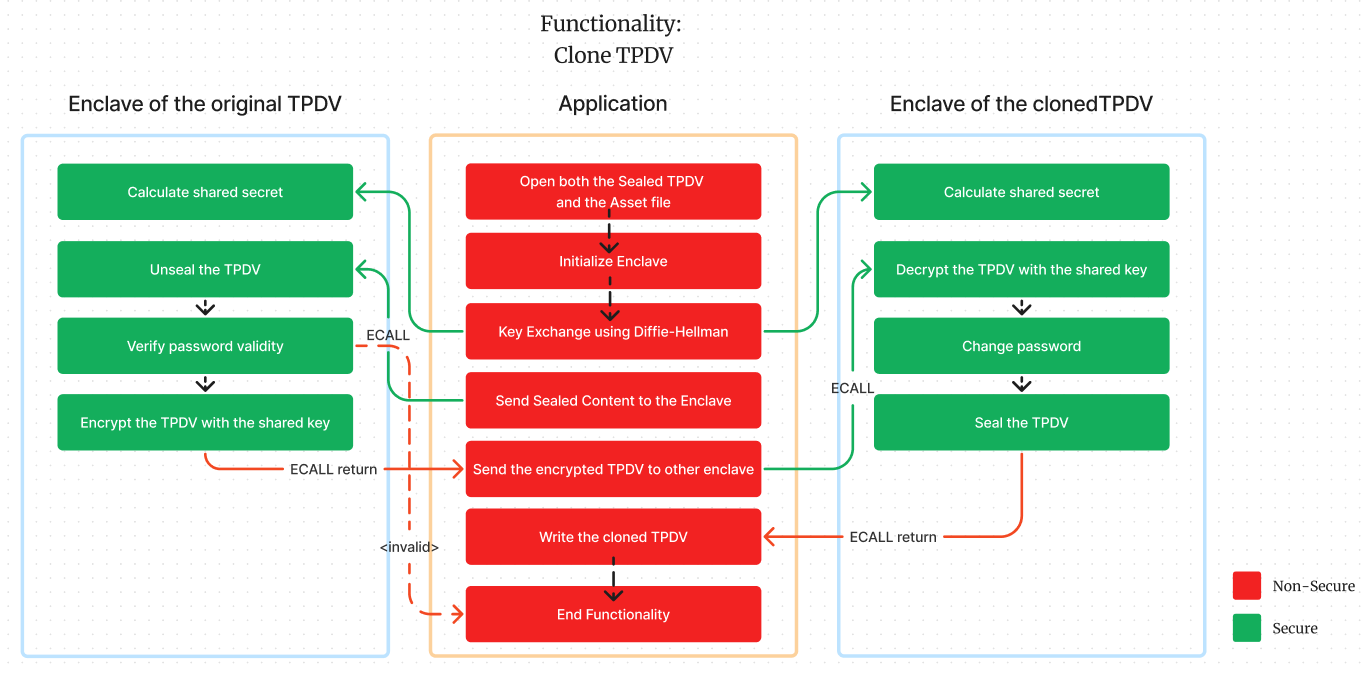 Functionality:
Clone TPDV
Enclave of the original TPDV
Application
Enclave of the clonedTPDV
Calculate shared secret
Unseal the TPDV
Verify password validity
Encrypt the TPDV with the shared key
ECALL
ECALL return
<invalid>
Open both the Sealed TPDV
and the Asset file
Initialize Enclave
Key Exchange using Diffie-Hellman
Send Sealed Content to the Enclave
Send the encrypted TPDV to other enclave
Write the cloned TPDV
End Functionality
Calculate shared secret
Decrypt the TPDV with the shared key
Change password
ECALL
Seal the TPDV
ECALL return
Non-Secure
Secure